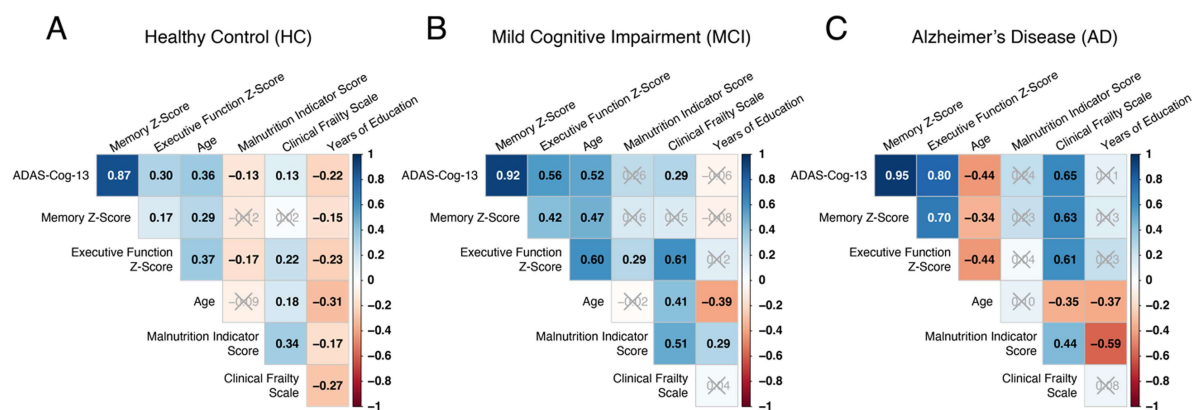 A
Healthy Control (HC)
Memory Z-Score
Executive Function Z-Score
Age
Malnutrition Indicator Score
Clinical Frailty Scale
Years of Education
ADAS-Cog-13
0.87 0.30 0.36 −0.13 0.13 −0.22
Memory Z-Score
0.17 0.29 −0.12 0.02 −0.15
Executive Function
Z-Score
0.37 −0.17 0.22 −0.23
Age
−0.09 0.18 −0.31
Malnutrition Indicator
Score
0.34 −0.17
Clinical Frailty
Scale
−0.27
1
0.8
0.6
0.4
0.2
0
−0.2
−0.4
−0.6
−0.8
−1
B
Mild Cognitive Impairment (MCI)
Memory Z-Score
Executive Function Z-Score
Age
Malnutrition Indicator Score
Clinical Frailty Scale
Years of Education
ADAS-Cog-13
0.92 0.56 0.52 0.29 −0.06
Memory Z-Score
0.42 0.47 0.16 0.15 −0.08
Executive Function
Z-Score
0.60 0.29 0.61 0.12
Age
−0.02 0.41 −0.39
Malnutrition Indicator
Score
0.51 0.29
Clinical Frailty
Scale
0.04
1
0.8
0.6
0.4
0.2
0
−0.2
−0.4
−0.6
−0.8
−1
C
Alzheimer's Disease (AD)
Memory Z-Score
Executive Function Z-Score
Age
Malnutrition Indicator Score
Clinical Frailty Scale
Years of Education
ADAS-Cog-13
0.95 0.80 −0.44 0.24 0.65 0.11
Memory Z-Score
0.70 −0.34 0.23 0.63 0.13
Executive Function
Z-Score
−0.44 0.04 0.61 0.23
Age
0.10 −0.35 −0.37
Malnutrition Indicator
Score
0.44 −0.59
Clinical Frailty
Scale
0.08
1
0.8
0.6
0.4
0.2
0
−0.2
−0.4
−0.6
−0.8
−1